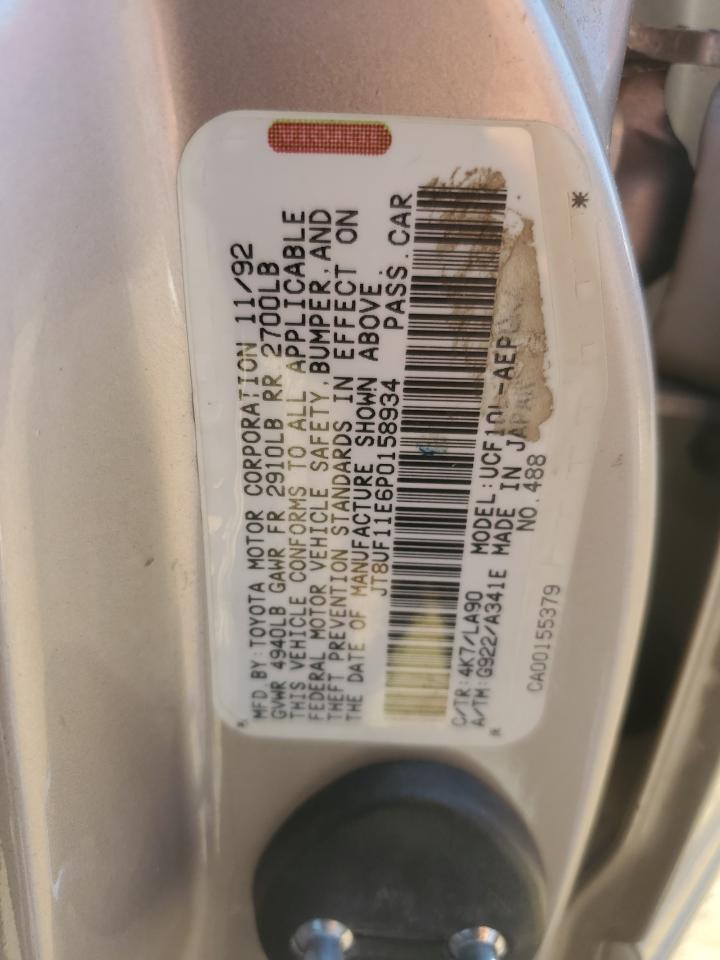 MFD.BY:TOYOTA MOTOR CORPORATION 11/92
GVWR 4940LB GAWR FR 2910LB RR 2700LB
THIS VEHICLE CONFORMS TO ALL APPLICABLE
FEDERAL MOTOR VEHICLE SAFETY,BUMPER,AND
THEFT PREVENTION STANDARDS IN EFFECT ON
THE DATE OF MANUFACTURE SHOWN ABOVE.
JT8UF11E6P0158934 PASS.CAR
C/TR:4K7/LA90 MODEL:UCF10L-AEP
A/TM:G922/A341E MADE IN JAPAN
NO.488
CA00155379